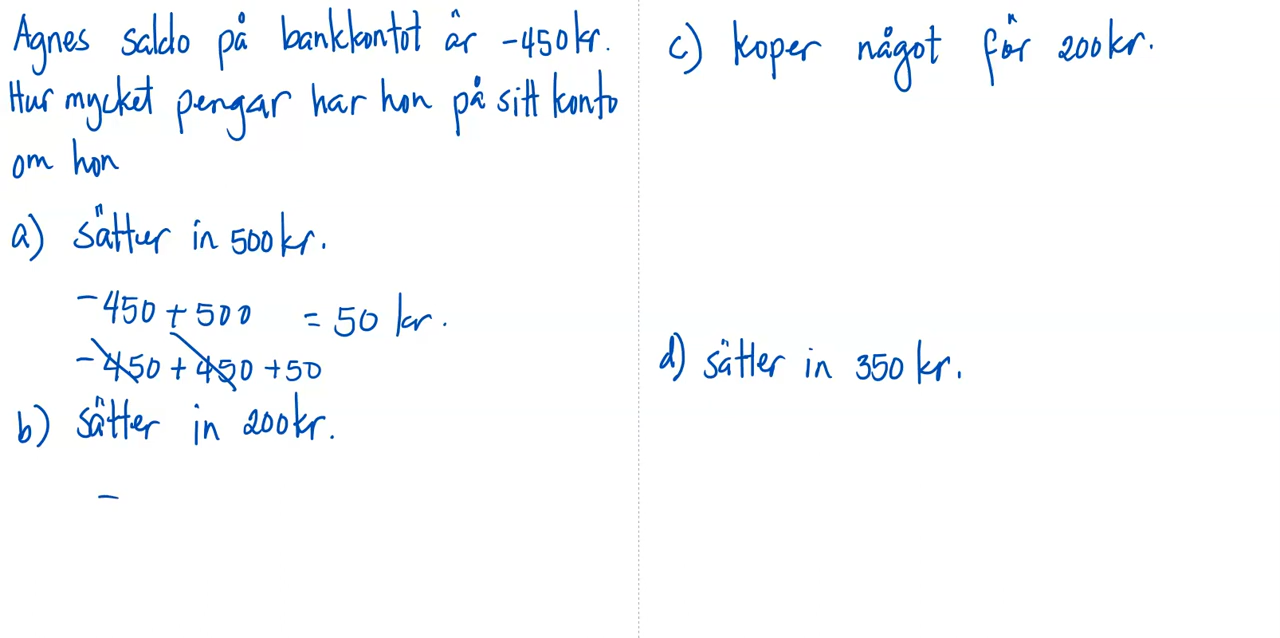 Agnes saldo på bankkontot är -450kr.
Hur mycket pengar har hon på sitt konto
om hon
a) sätter in 500kr.
-450 + 500 = 50 kr.
-450 + 450 + 50
b) sätter in 200kr.
-
c) koper något för 200kr.
d) sätter in 350 kr.